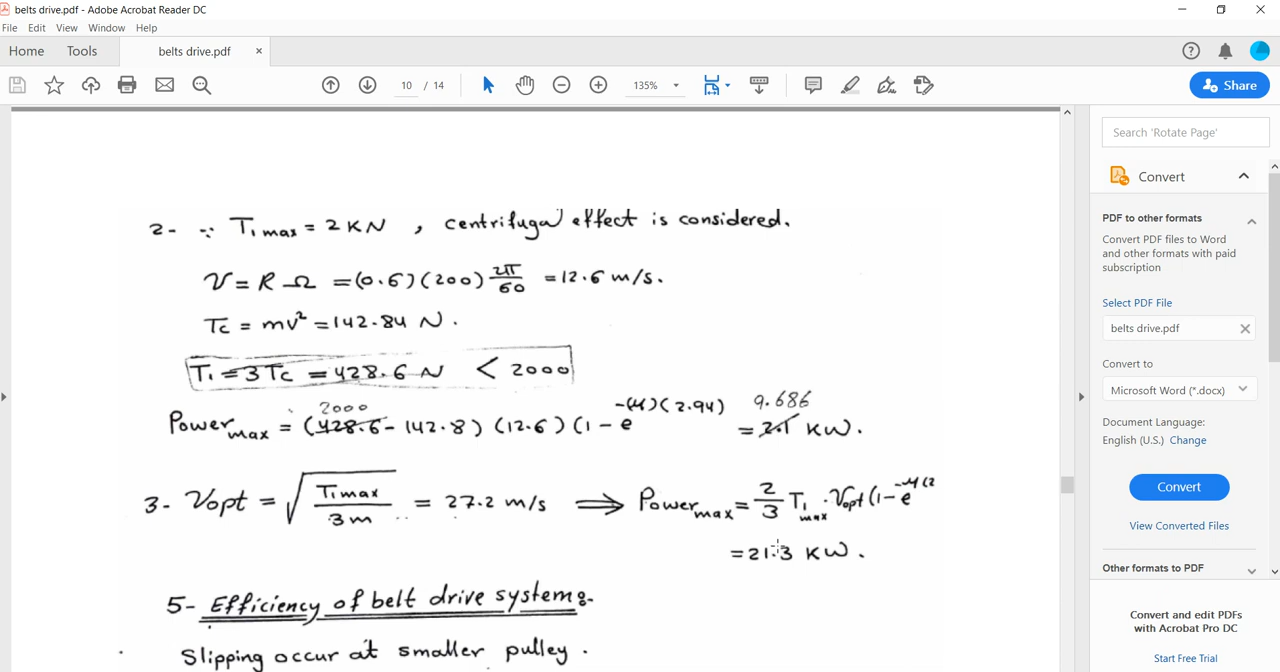 belts drive.pdf - Adobe Acrobat Reader DC
File Edit View Window Help
Home Tools belts drive.pdf ×
10 / 14 135% Share
2- ∵ T1max = 2 KN , centrifugal effect is considered.
V = R Ω = (0.6)(200) 2π/60 = 12.6 m/s.
Tc = mv² = 142.84 N.
T1 = 3Tc = 428.6 N < 2000
2000 9.686
Power max = (428.6 - 142.8)(12.6)(1 - e^-(.4)(2.94)) = 2.1 KW.
3- Vopt = √(T1max/3m) = 27.2 m/s ⟹ Power max = 2/3 T1max . Vopt (1 - e^-.4(2
= 21.3 KW.
5- Efficiency of belt drive systems.
Slipping occur at smaller pulley.
Search 'Rotate Page'
Convert
PDF to other formats
Convert PDF files to Word
and other formats with paid
subscription
Select PDF File
belts drive.pdf
Convert to
Microsoft Word (*.docx)
Document Language:
English (U.S.) Change
Convert
View Converted Files
Other formats to PDF
Convert and edit PDFs
with Acrobat Pro DC
Start Free Trial